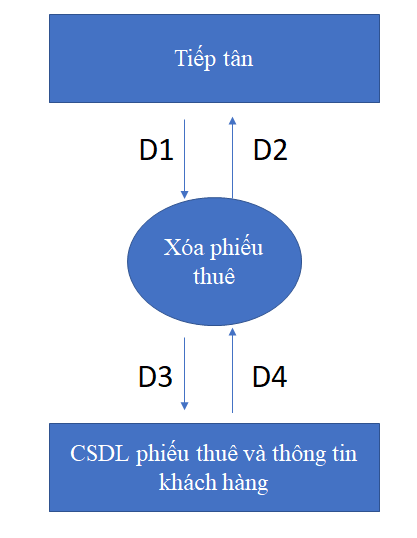 Tiếp tân
D1
D2
Xóa phiếu
thuê
D3
D4
CSDL phiếu thuê và thông tin
khách hàng